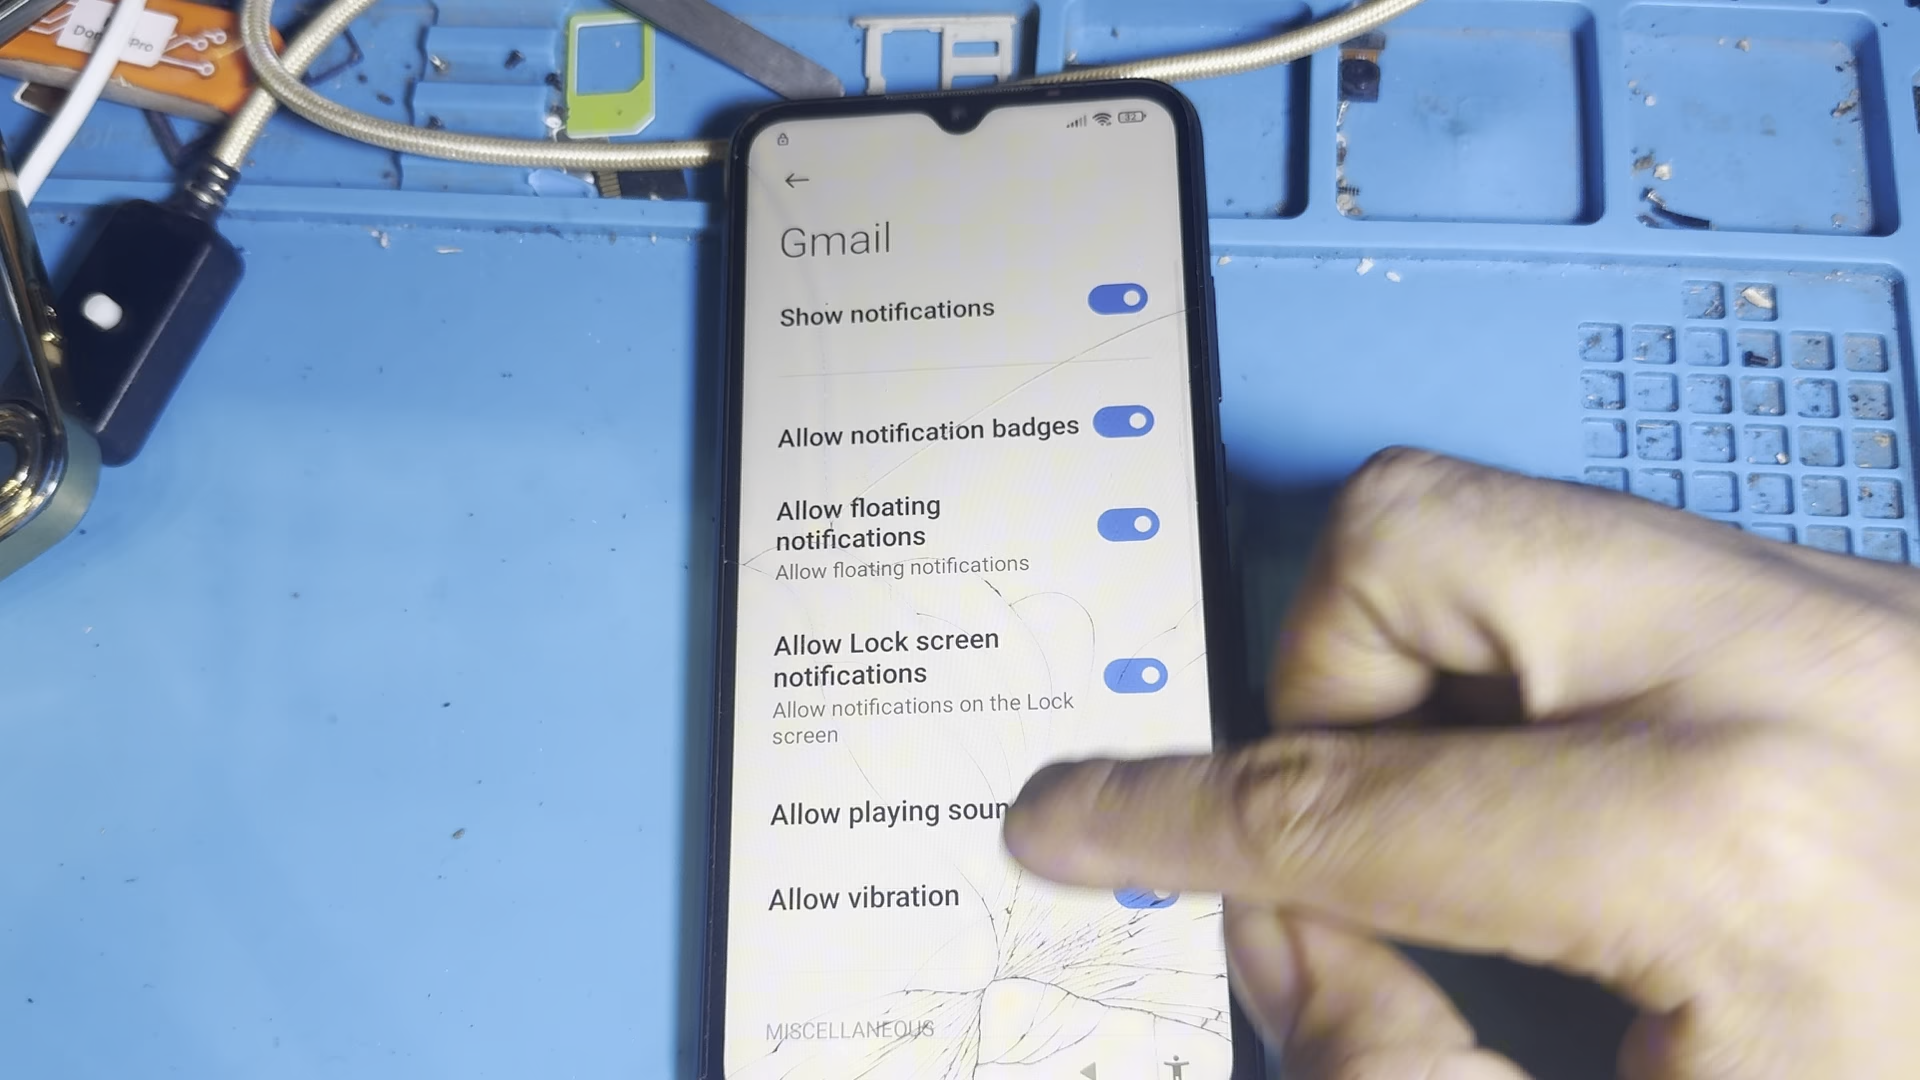 32
Gmail
Show notifications
Allow notification badges
Allow floating
notifications
Allow floating notifications
Allow Lock screen
notifications
Allow notifications on the Lock
screen
Allow playing soun
Allow vibration
MISCELLANEOUS